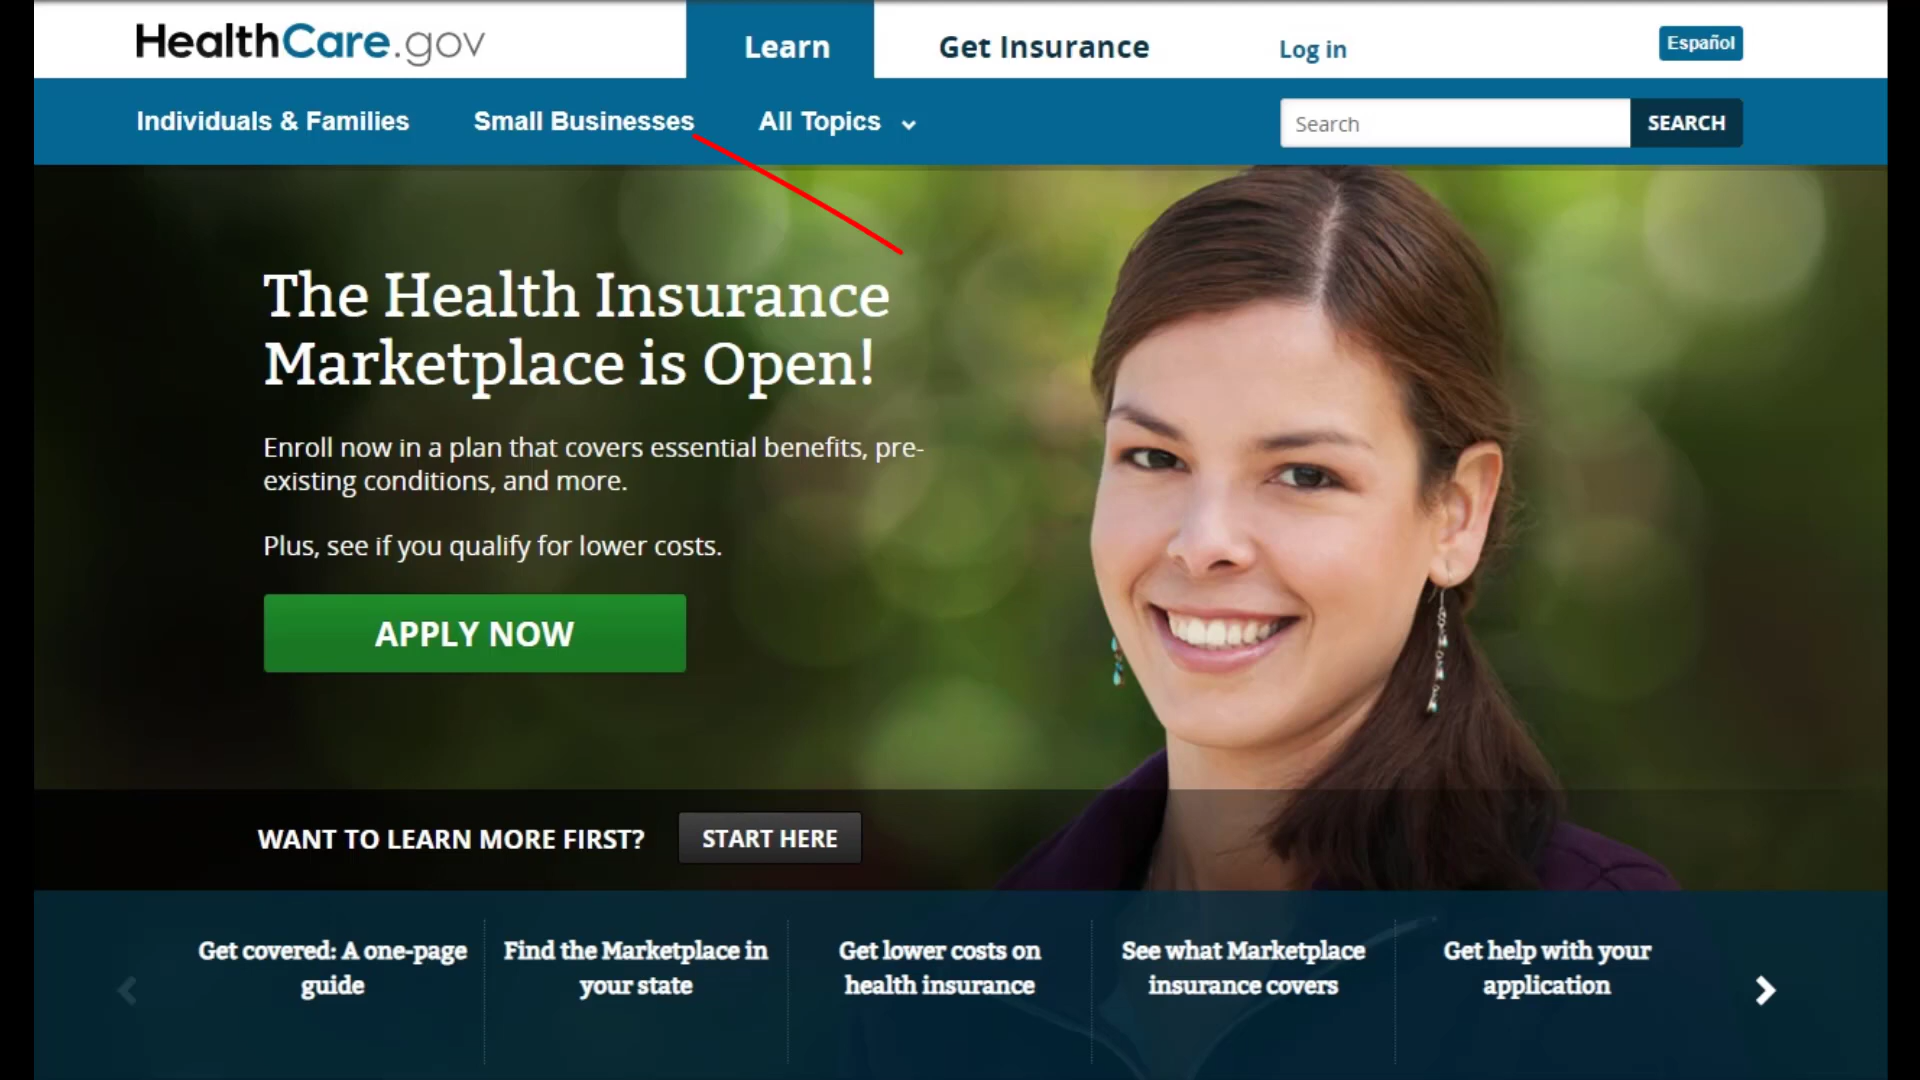 HealthCare.gov
Learn
Get Insurance
Log in
Español
Individuals & Families
Small Businesses
All Topics
Search
SEARCH
The Health Insurance
Marketplace is Open!
Enroll now in a plan that covers essential benefits, pre-
existing conditions, and more.
Plus, see if you qualify for lower costs.
APPLY NOW
WANT TO LEARN MORE FIRST?
START HERE
Get covered: A one-page
guide
Find the Marketplace in
your state
Get lower costs on
health insurance
See what Marketplace
insurance covers
Get help with your
application